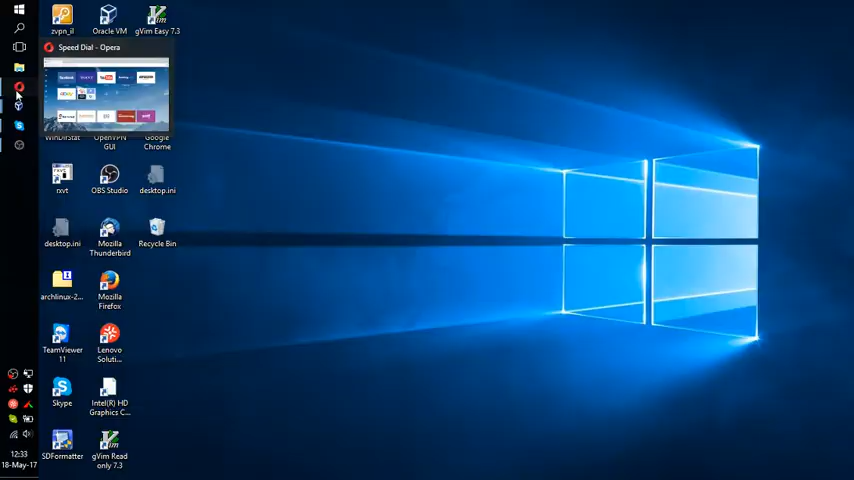 zvpn_il
Oracle VM
gVim Easy 7.3
Speed Dial - Opera
WinDirStat
OpenVPN GUI
Google Chrome
rxvt
OBS Studio
desktop.ini
desktop.ini
Mozilla Thunderbird
Recycle Bin
archlinux-2...
Mozilla Firefox
TeamViewer 11
Lenovo Soluti...
Skype
Intel(R) HD Graphics C...
SDFormatter
gVim Read only 7.3
12:33
18-May-17